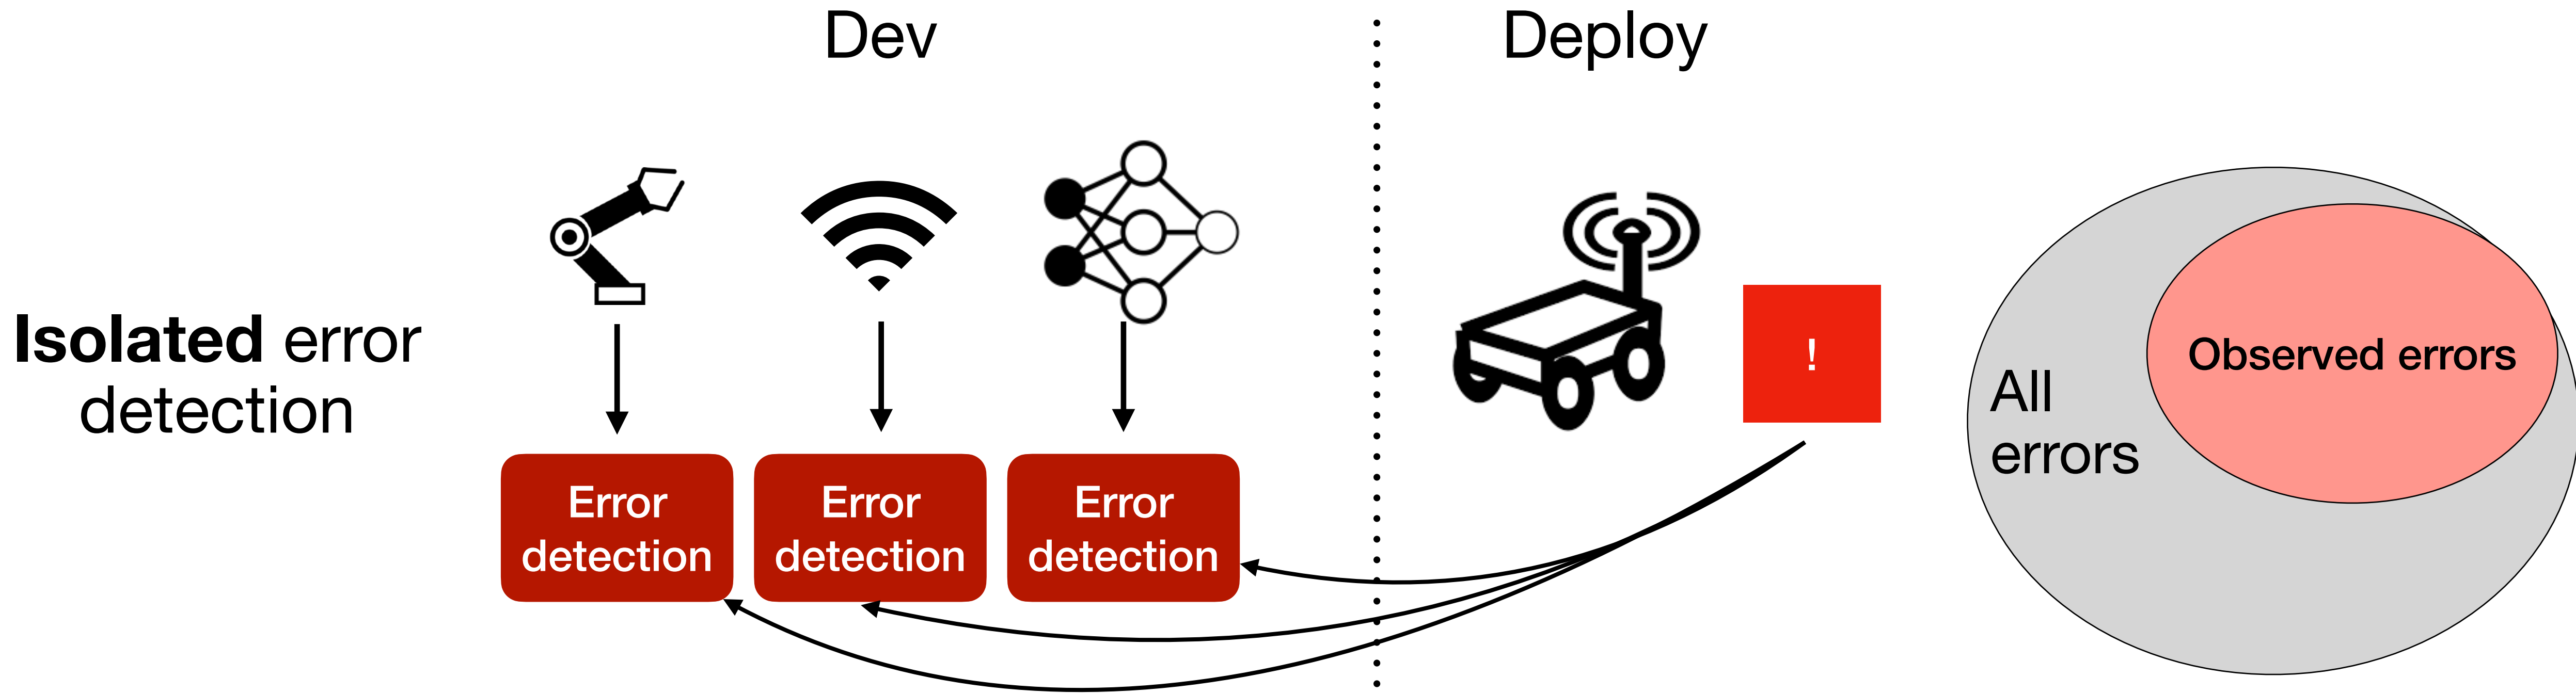 Dev
Deploy
Isolated error
detection
Error
detection
Error
detection
Error
detection
!
All
errors
Observed errors